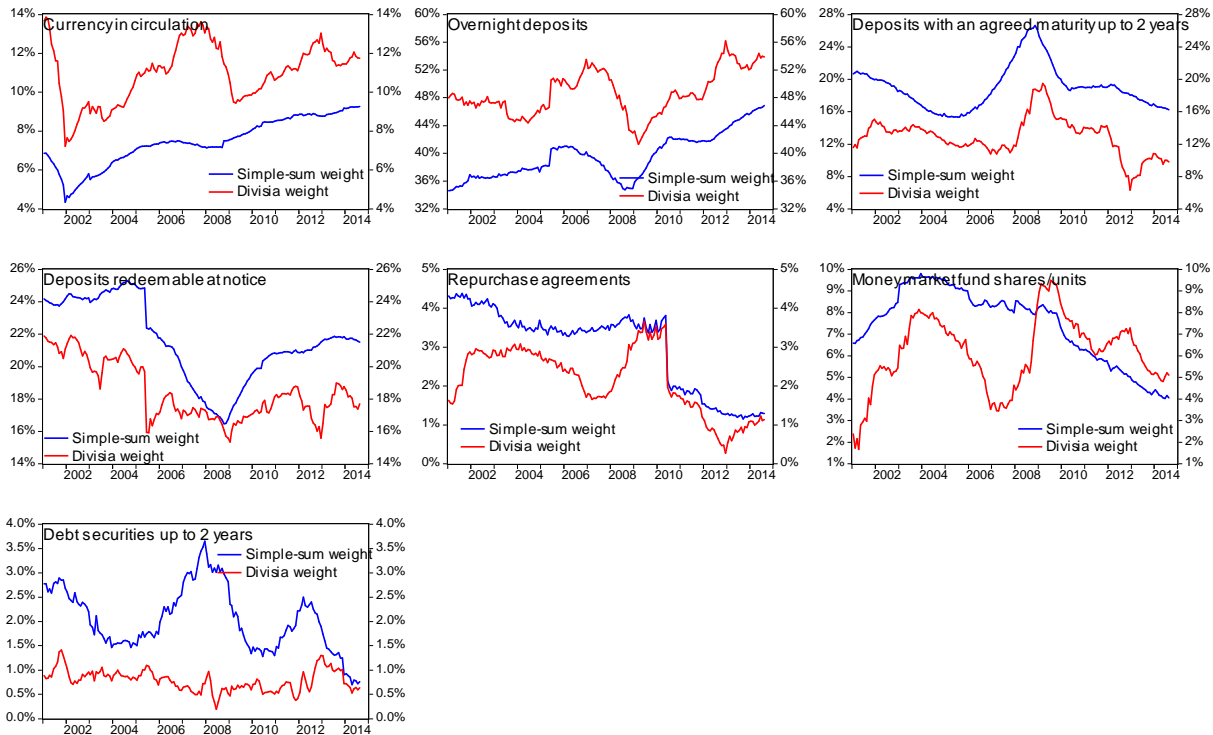 Currency in circulation
14% 14%
12% 12%
10% 10%
8% 8%
6% 6%
4% 4%
Simple-sum weight
Divisia weight
2002 2004 2006 2008 2010 2012 2014
Overnight deposits
60% 60%
56% 56%
52% 52%
48% 48%
44% 44%
40% 40%
36% 36%
32% 32%
Simple-sum weight
Divisia weight
2002 2004 2006 2008 2010 2012 2014
Deposits with an agreed maturity up to 2 years
28% 28%
24% 24%
20% 20%
16% 16%
12% 12%
8% 8%
4% 4%
Simple-sum weight
Divisia weight
2002 2004 2006 2008 2010 2012 2014
Deposits redeemable at notice
26% 26%
24% 24%
22% 22%
20% 20%
18% 18%
16% 16%
14% 14%
Simple-sum weight
Divisia weight
2002 2004 2006 2008 2010 2012 2014
Repurchase agreements
5% 5%
4% 4%
3% 3%
2% 2%
1% 1%
0% 0%
Simple-sum weight
Divisia weight
2002 2004 2006 2008 2010 2012 2014
Money market fund shares/units
10% 10%
9% 9%
8% 8%
7% 7%
6% 6%
5% 5%
4% 4%
3% 3%
2% 2%
1% 1%
Simple-sum weight
Divisia weight
2002 2004 2006 2008 2010 2012 2014
Debt securities up to 2 years
4.0% 4.0%
3.5% 3.5%
3.0% 3.0%
2.5% 2.5%
2.0% 2.0%
1.5% 1.5%
1.0% 1.0%
0.5% 0.5%
0.0% 0.0%
Simple-sum weight
Divisia weight
2002 2004 2006 2008 2010 2012 2014